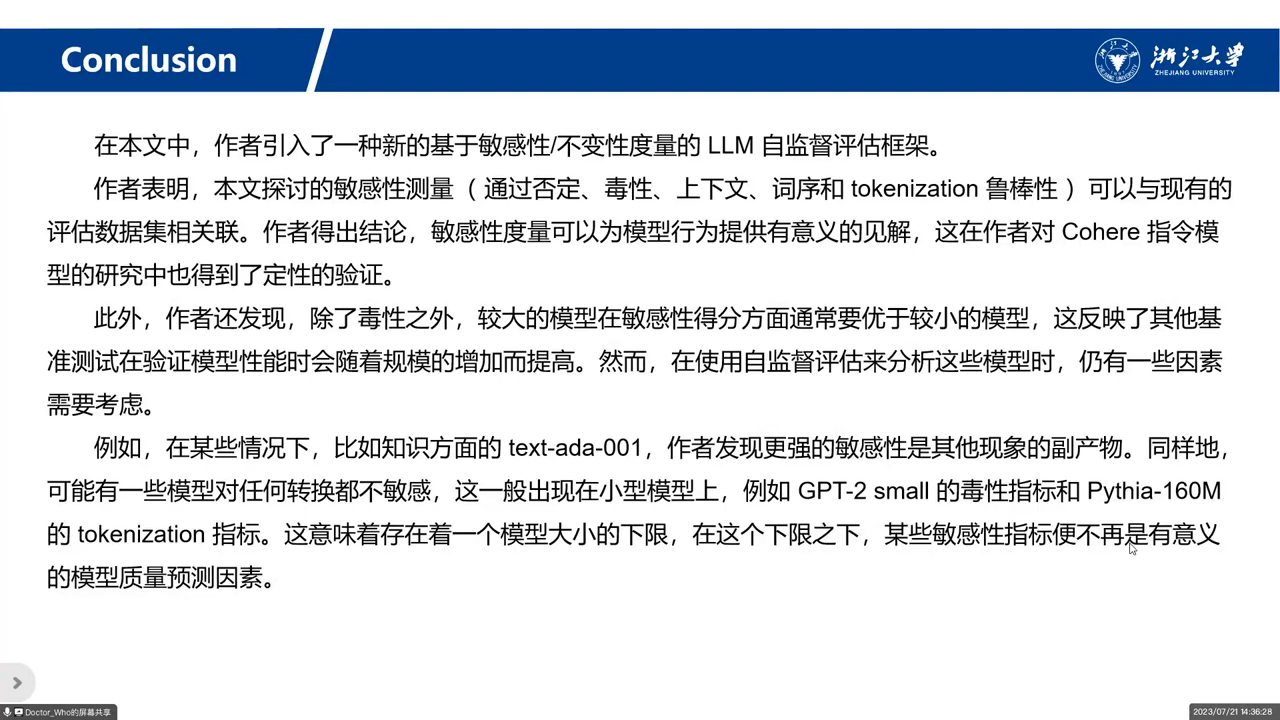 Conclusion
浙江大学
ZHEJIANG UNIVERSITY
在本文中，作者引入了一种新的基于敏感性/不变性度量的 LLM 自监督评估框架。
作者表明，本文探讨的敏感性测量（ 通过否定、毒性、上下文、词序和 tokenization 鲁棒性 ）可以与现有的
评估数据集相关联。作者得出结论，敏感性度量可以为模型行为提供有意义的见解，这在作者对 Cohere 指令模
型的研究中也得到了定性的验证。
此外，作者还发现，除了毒性之外，较大的模型在敏感性得分方面通常要优于较小的模型，这反映了其他基
准测试在验证模型性能时会随着规模的增加而提高。然而，在使用自监督评估来分析这些模型时，仍有一些因素
需要考虑。
例如，在某些情况下，比如知识方面的 text-ada-001，作者发现更强的敏感性是其他现象的副产物。同样地，
可能有一些模型对任何转换都不敏感，这一般出现在小型模型上，例如 GPT-2 small 的毒性指标和 Pythia-160M
的 tokenization 指标。这意味着存在着一个模型大小的下限，在这个下限之下，某些敏感性指标便不再是有意义
的模型质量预测因素。
Doctor_Who的屏幕共享
2023/07/21 14:36:28